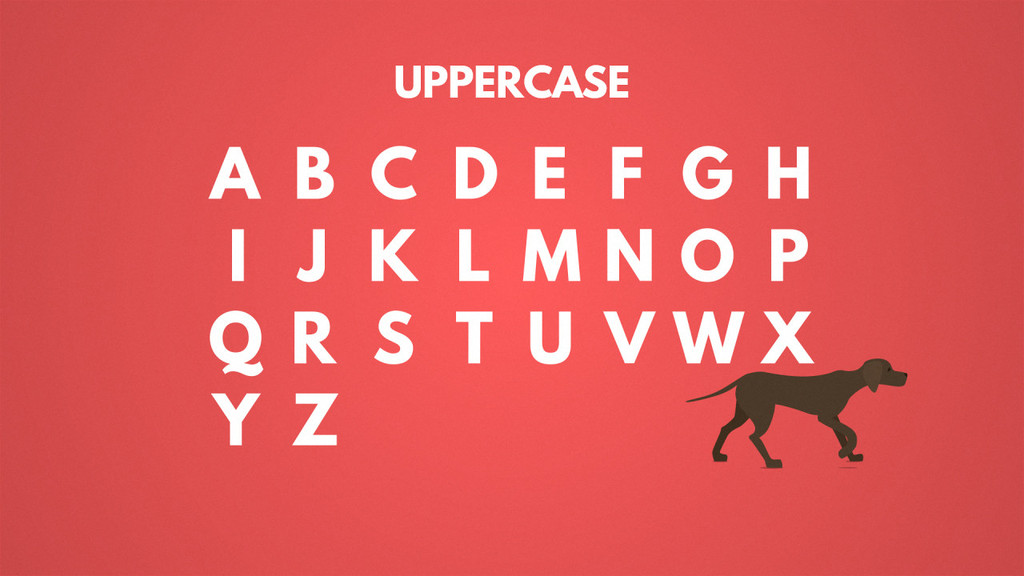 UPPERCASE
A B C D E F G H
I J K L M N O P
Q R S T U V W X
Y Z